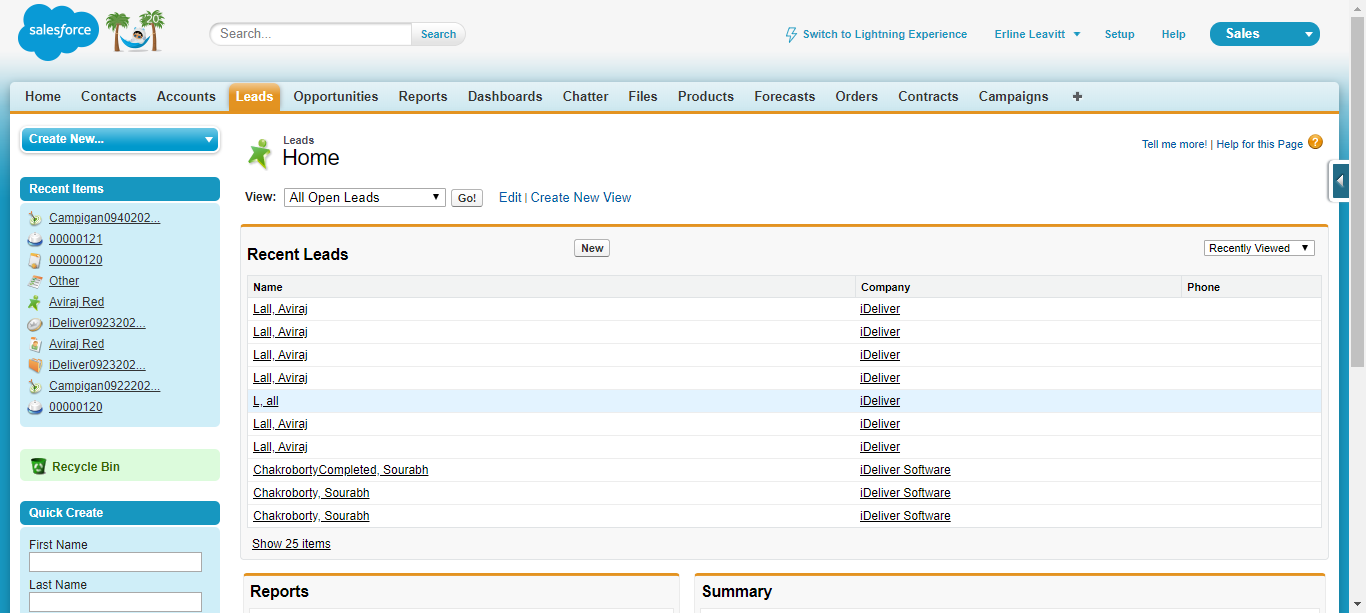 salesforce
'20
Search...
Search
Switch to Lightning Experience
Erline Leavitt
Setup
Help
Sales
Home Contacts Accounts Leads Opportunities Reports Dashboards Chatter Files Products Forecasts Orders Contracts Campaigns +
Create New...
Recent Items
Campigan0940202...
00000121
00000120
Other
Aviraj Red
iDeliver0923202...
Aviraj Red
iDeliver0923202...
Campigan0922202...
00000120
Recycle Bin
Quick Create
First Name
Last Name
Leads
Home
Tell me more! | Help for this Page ?
View: All Open Leads Go! Edit | Create New View
Recent Leads New Recently Viewed
Name Company Phone
Lall, Aviraj iDeliver
Lall, Aviraj iDeliver
Lall, Aviraj iDeliver
Lall, Aviraj iDeliver
L, all iDeliver
Lall, Aviraj iDeliver
Lall, Aviraj iDeliver
ChakrobortyCompleted, Sourabh iDeliver Software
Chakroborty, Sourabh iDeliver Software
Chakroborty, Sourabh iDeliver Software
Show 25 items
Reports
Summary